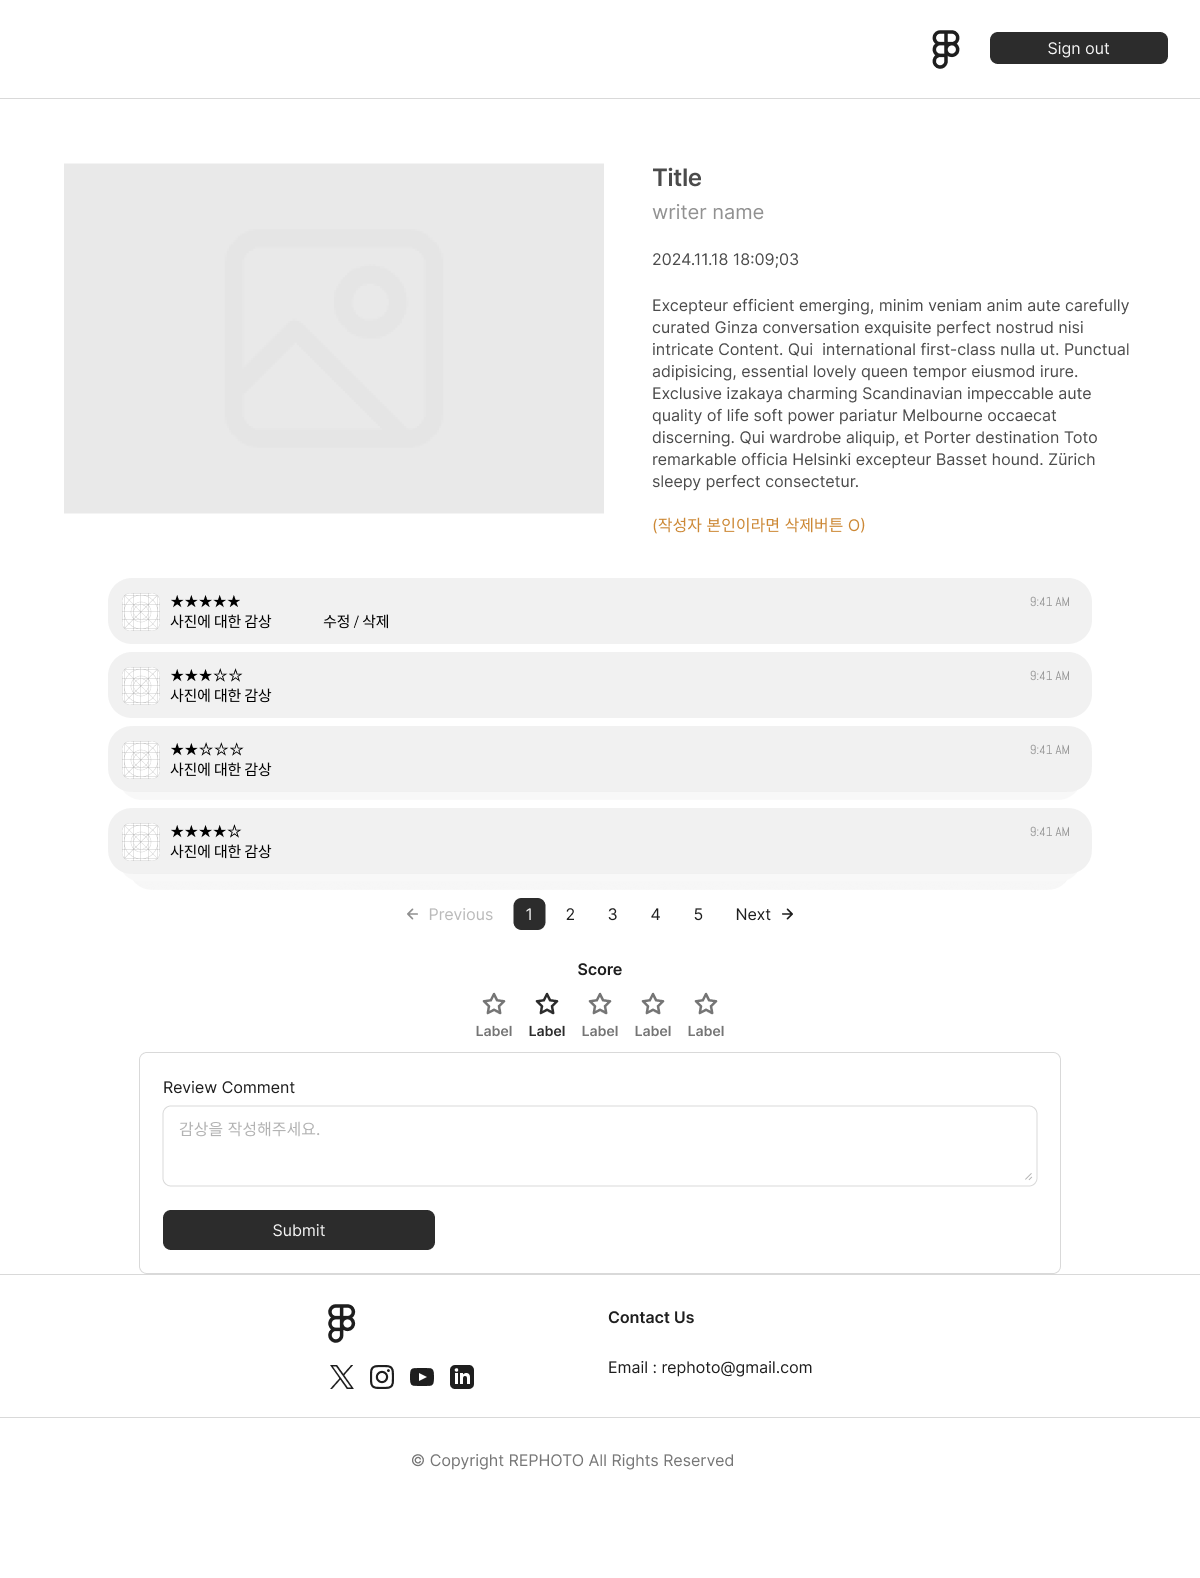 Sign out
Title
writer name
2024.11.18 18:09;03
Excepteur efficient emerging, minim veniam anim aute carefully
curated Ginza conversation exquisite perfect nostrud nisi
intricate Content. Qui  international first-class nulla ut. Punctual
adipisicing, essential lovely queen tempor eiusmod irure.
Exclusive izakaya charming Scandinavian impeccable aute
quality of life soft power pariatur Melbourne occaecat
discerning. Qui wardrobe aliquip, et Porter destination Toto
remarkable officia Helsinki excepteur Basset hound. Zürich
sleepy perfect consectetur.
(작성자 본인이라면 삭제버튼 O)
★★★★★ 9:41 AM
사진에 대한 감상 수정 / 삭제
★★★☆☆ 9:41 AM
사진에 대한 감상
★★☆☆☆ 9:41 AM
사진에 대한 감상
★★★★☆ 9:41 AM
사진에 대한 감상
← Previous 1 2 3 4 5 Next →
Score
Label Label Label Label Label
Review Comment
감상을 작성해주세요.
Submit
Contact Us
Email : rephoto@gmail.com
© Copyright REPHOTO All Rights Reserved